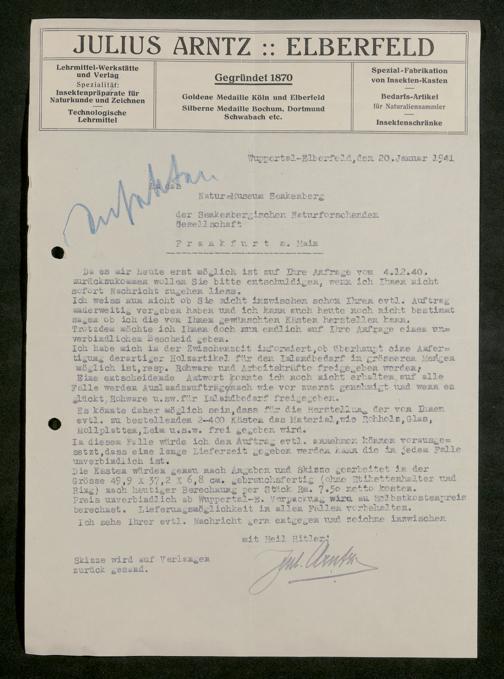 JULIUS ARNTZ :: ELBERFELD
Lehrmittel-Werkstätte
und Verlag
Spezialität:
Insektenpräparate für
Naturkunde und Zeichnen
Technologische
Lehrmittel
Gegründet 1870
Goldene Medaille Köln und Elberfeld
Silberne Medaille Bochum, Dortmund
Schwabach etc.
Spezial-Fabrikation
von Insekten-Kasten
Bedarfs-Artikel
für Naturaliensammler
Insektenschränke
Wuppertal-Elberfeld,den 20.Januar 1941
An das
Natur-Museum Senkenberg
der Senkenbergischen Naturforschenden
Gesellschaft
Frankfurt a. Main
Da es mir heute erst möglich ist auf Ihre Anfrage vom 4.12.40.
zurückzukommen wollen Sie bitte entschuldigen, wenn ich Ihnen nicht
sofort Nachricht zugehen liess.
Ich weiss nun nicht ob Sie nicht inzwischen schon Ihren evtl. Auftrag
anderweitig vergeben haben und ich kann auch heute noch nicht bestimmt
sagen ob ich die von Ihnen gewünschten Kästen herstellen kann.
Trotzdem möchte ich Ihnen doch nun endlich auf Ihre Anfrage einen un=
verbindlichen Bescheid geben.
Ich habe mich in der Zwischenzeit informiert,ob überhaupt eine Anfer=
tigung derartiger Holzartikel für den Inlandbedarf in grösseren Mengen
möglich ist,resp. Rohware und Arbeitskräfte freigegeben werden;
Eine entscheidende Antwort konnte ich noch nicht erhalten,auf alle
Fälle werden Auslandsaufträge nach wie vor zuerst genehmigt und wenn es
glückt,Rohware u.sw.für Inlandbedarf freigegeben.
Es könnte daher möglich sein,dass für die Herstellung der von Ihnen
evtl. zu bestellenden 2-400 Kästen das Material,wie Rohholz,Glas,
Mollplatten,Leim u.s.w. frei gegeben wird.
In diesem Falle würde ich den Auftrag evtl. annehmen können vorausge=
setzt,dass eine lange Lieferzeit gegeben werden kann die in jedem Falle
unverbindlich ist.
Die Kästen würden genau nach Angaben und Skizze gearbeitet in der
Grösse 49,9 x 37,2 x 6,8 cm. gebrauchsfertig (ohne Etikettenhalter und
Ring) nach heutiger Berechnung per Stück Rm. 7.50 netto kosten.
Preis unverbindlich ab Wuppertal-E. Verpackung wird zu Selbstkostenpreis
berechnet. Lieferungsmöglichkeit in allen Fällen vorbehalten.
Ich sehe Ihrer evtl. Nachricht gern entgegen und zeichne inzwischen
mit Heil Hitler!
Jul. Arntz
Skizze wird auf Verlangen
zurück gesand.